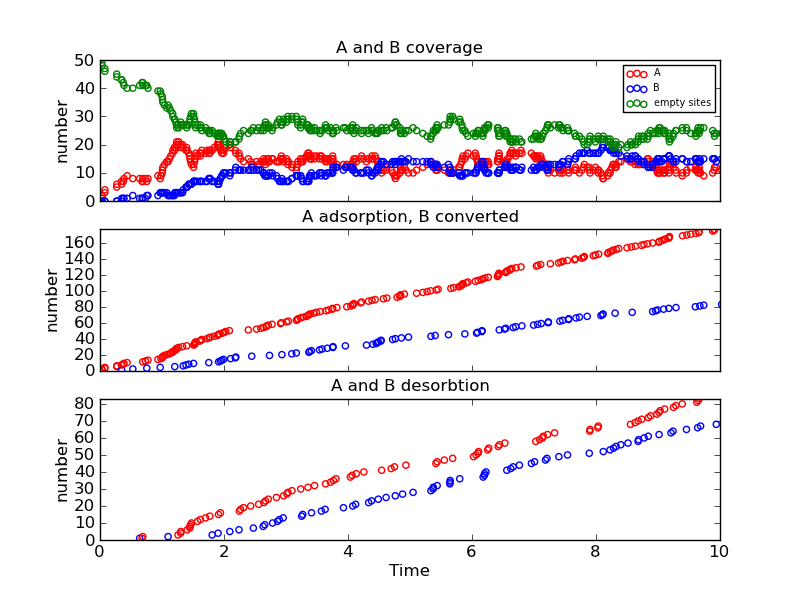 A and B coverage
50
40
30
20
10
0
number
A
B
empty sites
A adsorption, B converted
160
140
120
100
80
60
40
20
0
number
A and B desorbtion
80
70
60
50
40
30
20
10
0
number
0 2 4 6 8 10
Time